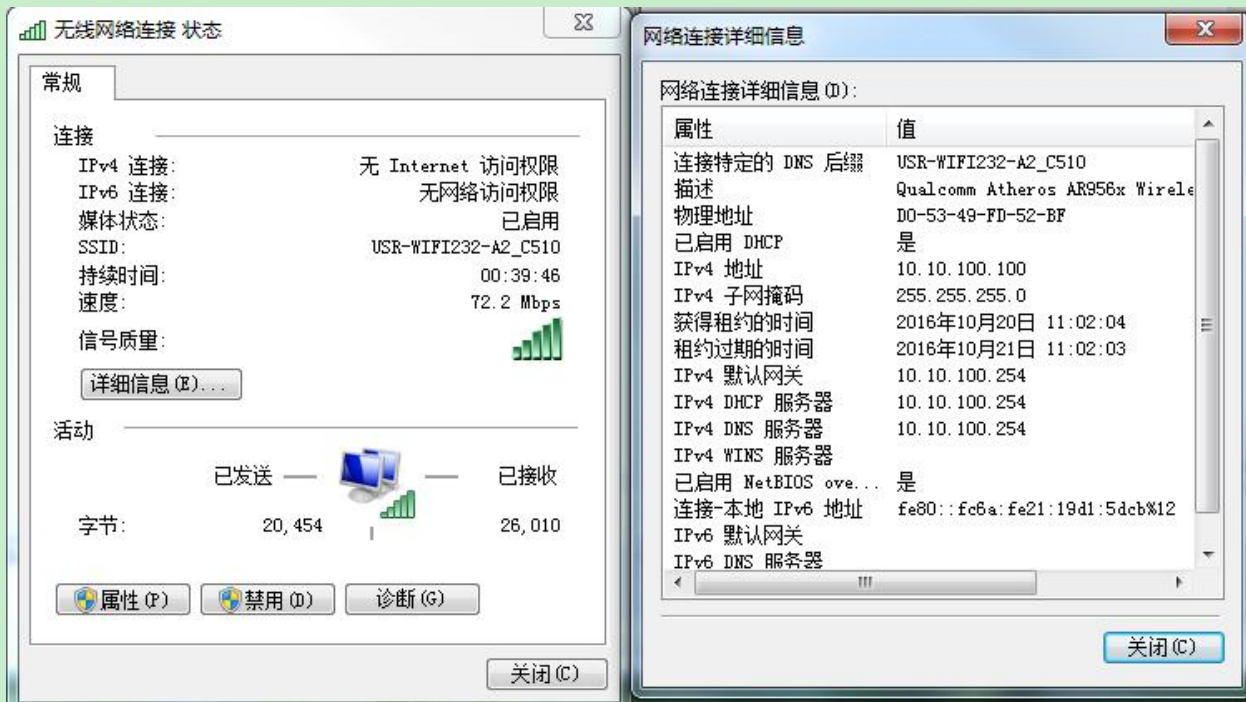 无线网络连接 状态
常规
连接
IPv4 连接: 无 Internet 访问权限
IPv6 连接: 无网络访问权限
媒体状态: 已启用
SSID: USR-WIFI232-A2_C510
持续时间: 00:39:46
速度: 72.2 Mbps
信号质量:
详细信息(E)...
活动
已发送 — — 已接收
字节: 20,454 26,010
属性(P) 禁用(D) 诊断(G)
关闭(C)
网络连接详细信息
网络连接详细信息(D):
属性 值
连接特定的 DNS 后缀 USR-WIFI232-A2_C510
描述 Qualcomm Atheros AR956x Wirele
物理地址 D0-53-49-FD-52-BF
已启用 DHCP 是
IPv4 地址 10.10.100.100
IPv4 子网掩码 255.255.255.0
获得租约的时间 2016年10月20日 11:02:04
租约过期的时间 2016年10月21日 11:02:03
IPv4 默认网关 10.10.100.254
IPv4 DHCP 服务器 10.10.100.254
IPv4 DNS 服务器 10.10.100.254
IPv4 WINS 服务器
已启用 NetBIOS ove... 是
连接-本地 IPv6 地址 fe80::fc6a:fe21:19d1:5dcb%12
IPv6 默认网关
IPv6 DNS 服务器
关闭(C)